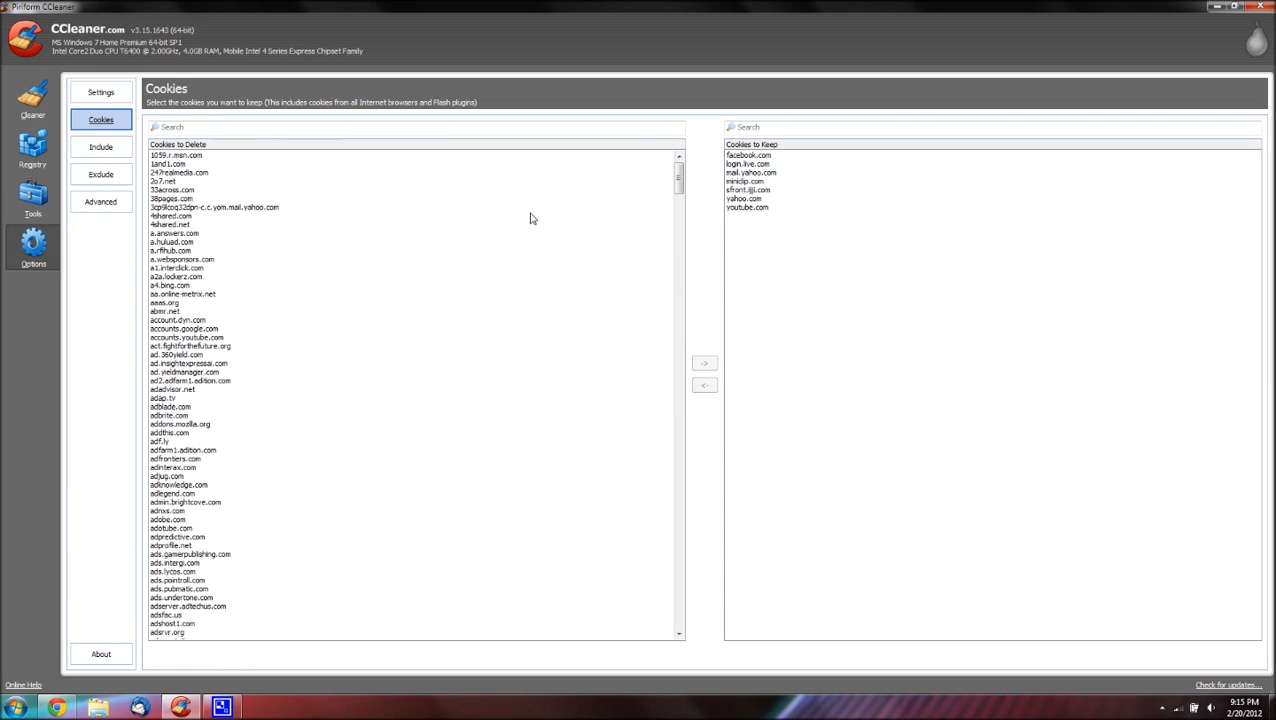 Piriform CCleaner
CCleaner.com v3.15.1643 (64-bit)
MS Windows 7 Home Premium 64-bit SP1
Intel Core2 Duo CPU T6400 @ 2.00GHz, 4.0GB RAM, Mobile Intel 4 Series Express Chipset Family
Cleaner
Registry
Tools
Options
Settings
Cookies
Include
Exclude
Advanced
About
Cookies
Select the cookies you want to keep (This includes cookies from all Internet browsers and Flash plugins)
Search
Cookies to Delete
1059.r.msn.com
1and1.com
247realmedia.com
2o7.net
33across.com
38pages.com
3cp9lcoq32dpn-c.c.yom.mail.yahoo.com
4shared.com
4shared.net
a.answers.com
a.huluad.com
a.rfihub.com
a.websponsors.com
a1.interclick.com
a2a.lockerz.com
a4.bing.com
aa.online-metrix.net
aaas.org
abmr.net
account.dyn.com
accounts.google.com
accounts.youtube.com
act.fightforthefuture.org
ad.360yield.com
ad.insightexpressai.com
ad.yieldmanager.com
ad2.adfarm1.adition.com
adadvisor.net
adap.tv
adblade.com
adbrite.com
addons.mozilla.org
addthis.com
adf.ly
adfarm1.adition.com
adfrontiers.com
adinterax.com
adjug.com
adknowledge.com
adlegend.com
admin.brightcove.com
adnxs.com
adobe.com
adotube.com
adpredictive.com
adprofile.net
ads.gamerpublishing.com
ads.intergi.com
ads.lycos.com
ads.pointroll.com
ads.pubmatic.com
ads.undertone.com
adserver.adtechus.com
adsfac.us
adshost1.com
adsrvr.org
->
<-
Search
Cookies to Keep
facebook.com
login.live.com
mail.yahoo.com
miniclip.com
sfront.ijji.com
yahoo.com
youtube.com
Online Help
Check for updates...
9:15 PM
2/20/2012